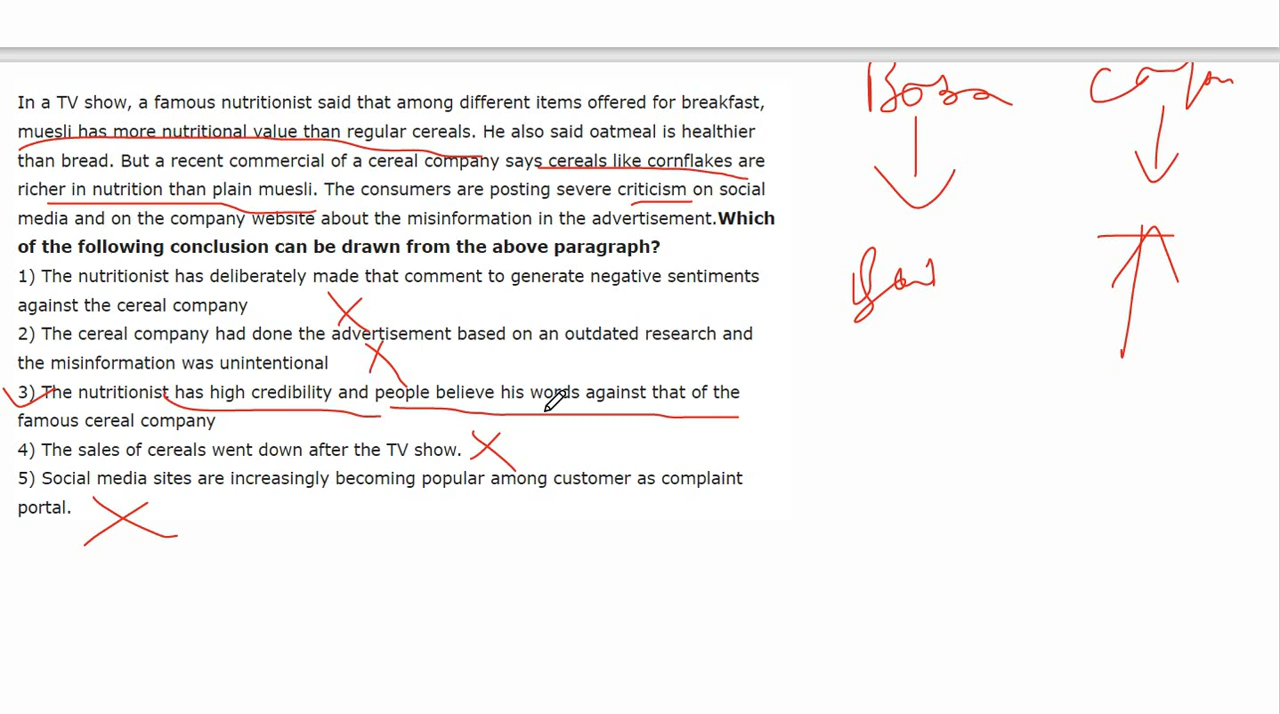 In a TV show, a famous nutritionist said that among different items offered for breakfast,
muesli has more nutritional value than regular cereals. He also said oatmeal is healthier
than bread. But a recent commercial of a cereal company says cereals like cornflakes are
richer in nutrition than plain muesli. The consumers are posting severe criticism on social
media and on the company website about the misinformation in the advertisement.Which
of the following conclusion can be drawn from the above paragraph?
1) The nutritionist has deliberately made that comment to generate negative sentiments
against the cereal company
2) The cereal company had done the advertisement based on an outdated research and
the misinformation was unintentional
3) The nutritionist has high credibility and people believe his words against that of the
famous cereal company
4) The sales of cereals went down after the TV show.
5) Social media sites are increasingly becoming popular among customer as complaint
portal.